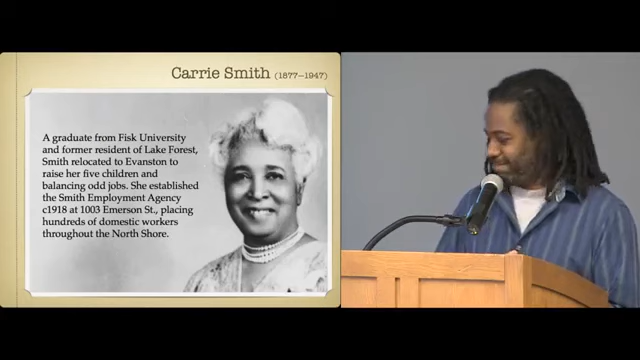 Carrie Smith (1877–1947)
A graduate from Fisk University
and former resident of Lake Forest,
Smith relocated to Evanston to
raise her five children and
balancing odd jobs. She established
the Smith Employment Agency
c1918 at 1003 Emerson St., placing
hundreds of domestic workers
throughout the North Shore.